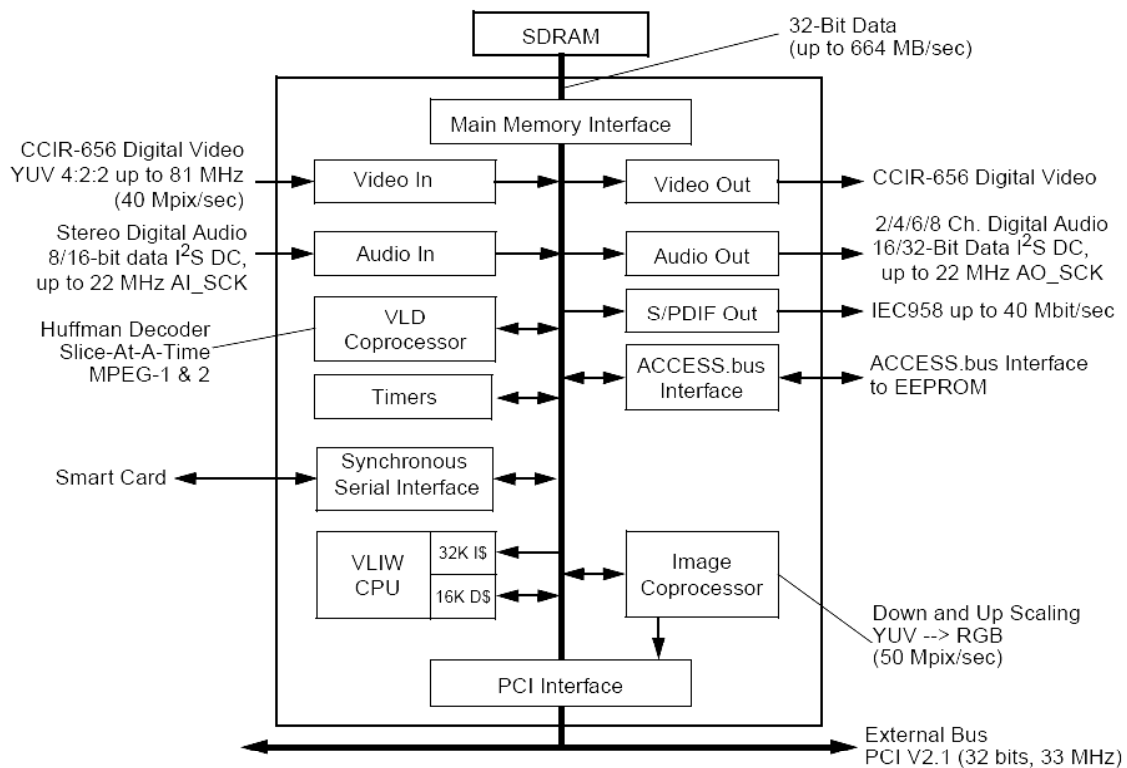 SDRAM
32-Bit Data
(up to 664 MB/sec)
Main Memory Interface
CCIR-656 Digital Video
YUV 4:2:2 up to 81 MHz
(40 Mpix/sec)
Video In
Video Out
CCIR-656 Digital Video
Stereo Digital Audio
8/16-bit data I²S DC,
up to 22 MHz AI_SCK
Audio In
Audio Out
2/4/6/8 Ch. Digital Audio
16/32-Bit Data I²S DC,
up to 22 MHz AO_SCK
S/PDIF Out
IEC958 up to 40 Mbit/sec
Huffman Decoder
Slice-At-A-Time
MPEG-1 & 2
VLD
Coprocessor
ACCESS.bus
Interface
ACCESS.bus Interface
to EEPROM
Timers
Smart Card
Synchronous
Serial Interface
VLIW
CPU
32K I$
16K D$
Image
Coprocessor
Down and Up Scaling
YUV --> RGB
(50 Mpix/sec)
PCI Interface
External Bus
PCI V2.1 (32 bits, 33 MHz)